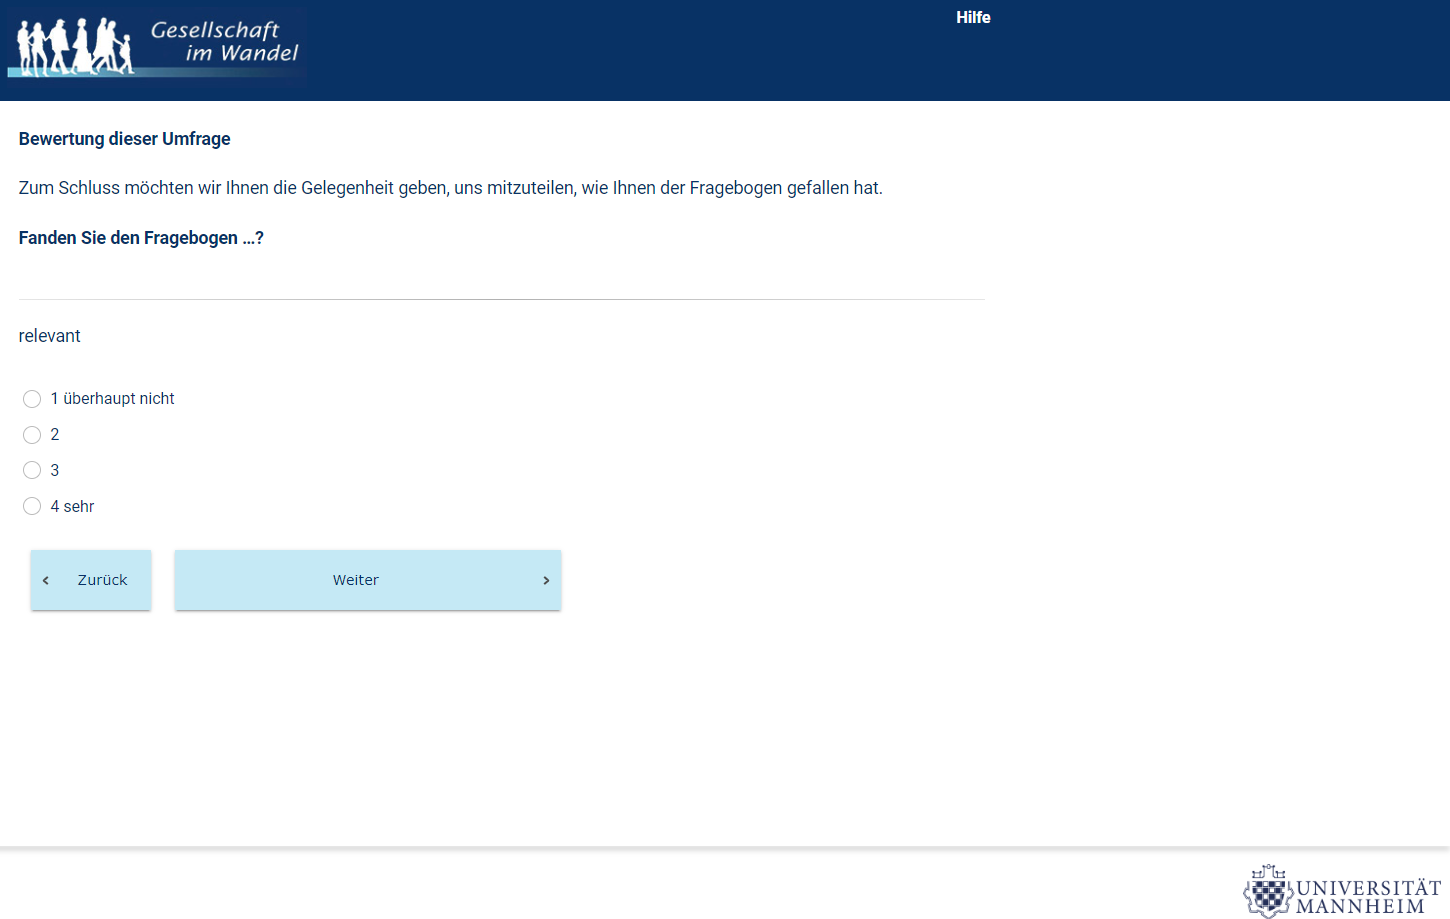 Gesellschaft
im Wandel
Hilfe
Bewertung dieser Umfrage
Zum Schluss möchten wir Ihnen die Gelegenheit geben, uns mitzuteilen, wie Ihnen der Fragebogen gefallen hat.
Fanden Sie den Fragebogen ...?
relevant
1 überhaupt nicht
2
3
4 sehr
Zurück
Weiter
UNIVERSITÄT
MANNHEIM